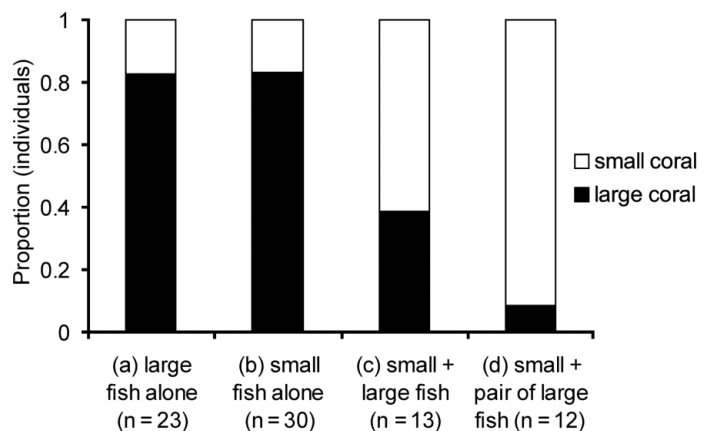 Proportion (individuals)
1
0.8
0.6
0.4
0.2
0
small coral
large coral
(a) large
fish alone
(n = 23)
(b) small
fish alone
(n = 30)
(c) small +
large fish
(n = 13)
(d) small +
pair of large
fish (n = 12)